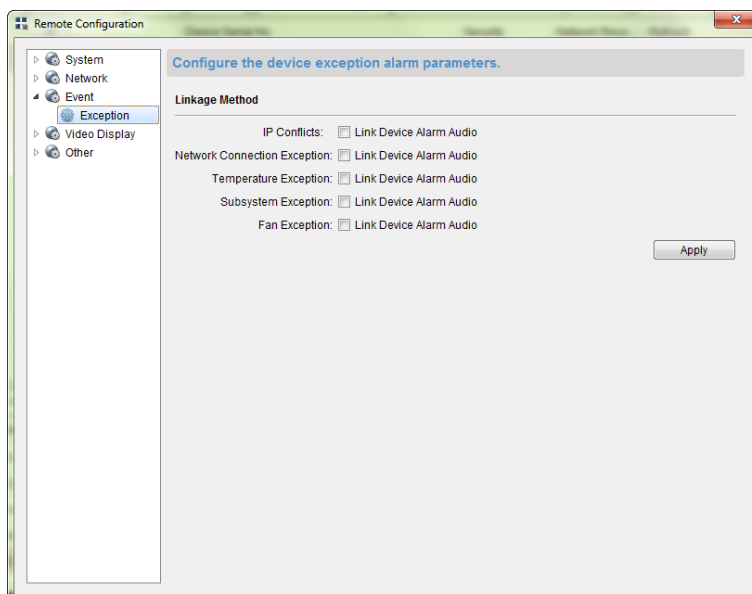 Remote Configuration
x
System
Network
Event
Exception
Video Display
Other
Configure the device exception alarm parameters.
Linkage Method
IP Conflicts: Link Device Alarm Audio
Network Connection Exception: Link Device Alarm Audio
Temperature Exception: Link Device Alarm Audio
Subsystem Exception: Link Device Alarm Audio
Fan Exception: Link Device Alarm Audio
Apply